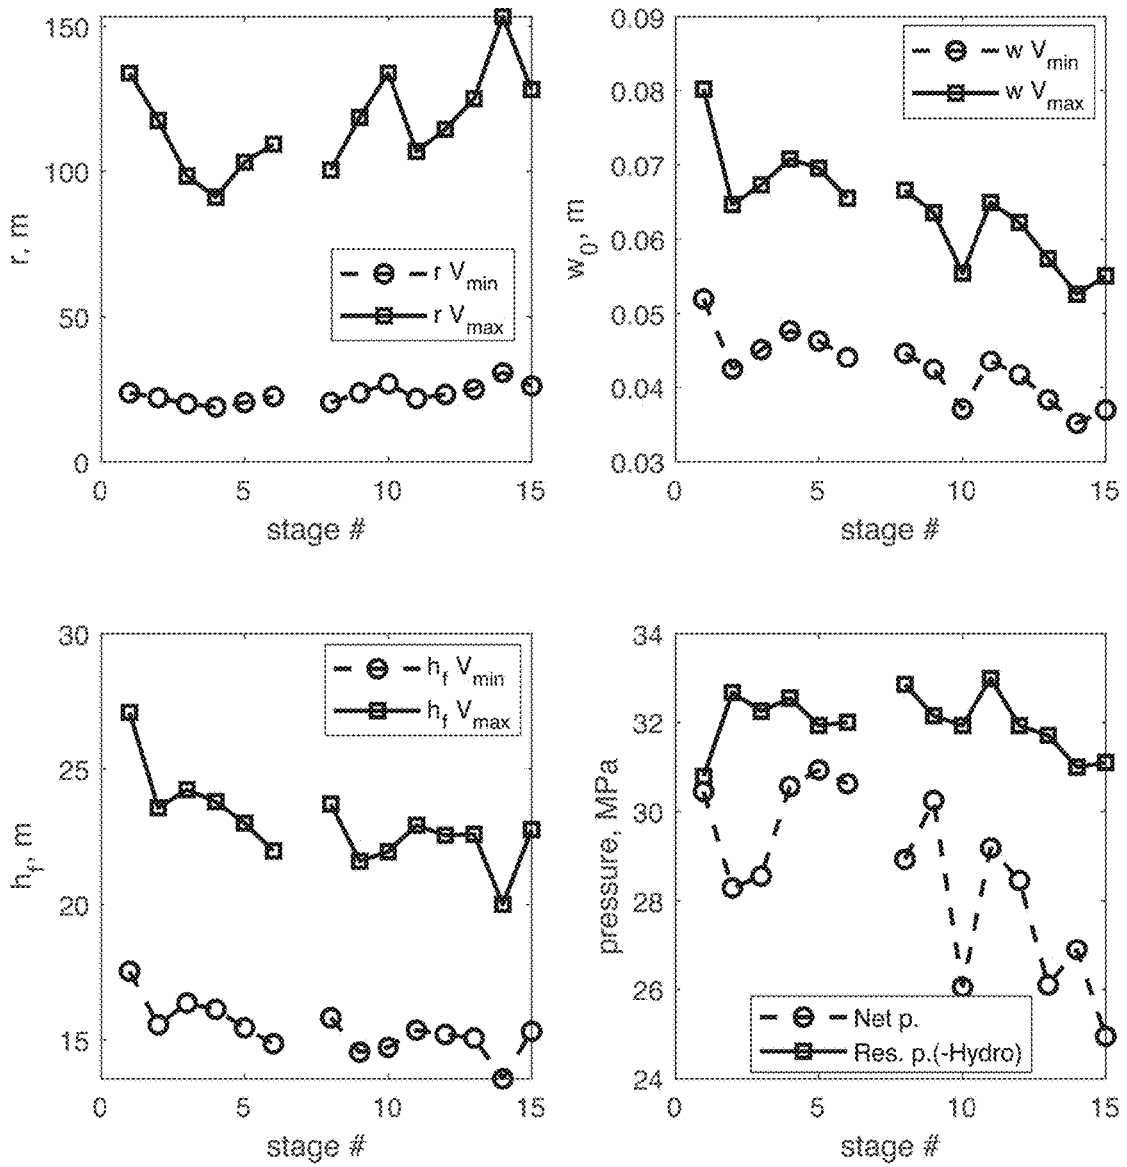 150
100
50
0
r, m
r V_min
r V_max
0 5 10 15
stage #
0.09
0.08
0.07
0.06
0.05
0.04
0.03
w_0, m
w V_min
w V_max
0 5 10 15
stage #
30
25
20
15
h_f, m
h_f V_min
h_f V_max
0 5 10 15
stage #
34
32
30
28
26
24
pressure, MPa
Net p.
Res. p.(-Hydro)
0 5 10 15
stage #